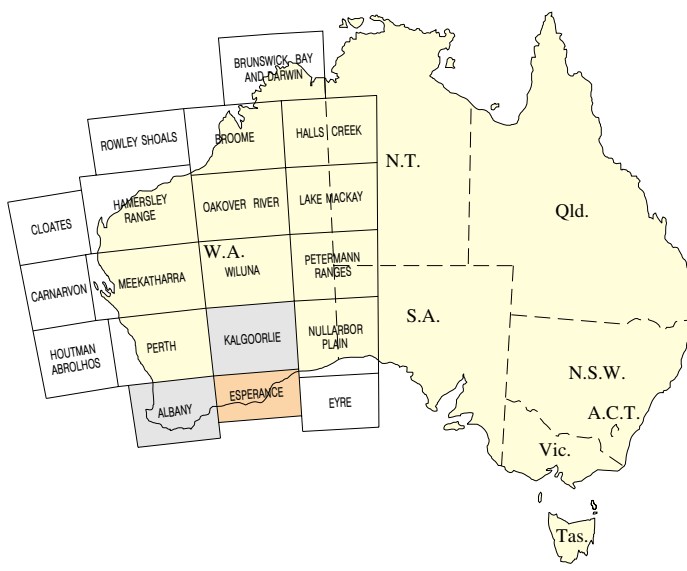 BRUNSWICK BAY
AND DARWIN
ROWLEY SHOALS
BROOME
HALLS CREEK
N.T.
HAMERSLEY
RANGE
OAKOVER RIVER
LAKE MACKAY
Qld.
CLOATES
W.A.
CARNARVON
MEEKATHARRA
WILUNA
PETERMANN
RANGES
S.A.
HOUTMAN
ABROLHOS
PERTH
KALGOORLIE
NULLARBOR
PLAIN
N.S.W.
ALBANY
ESPERANCE
EYRE
A.C.T.
Vic.
Tas.